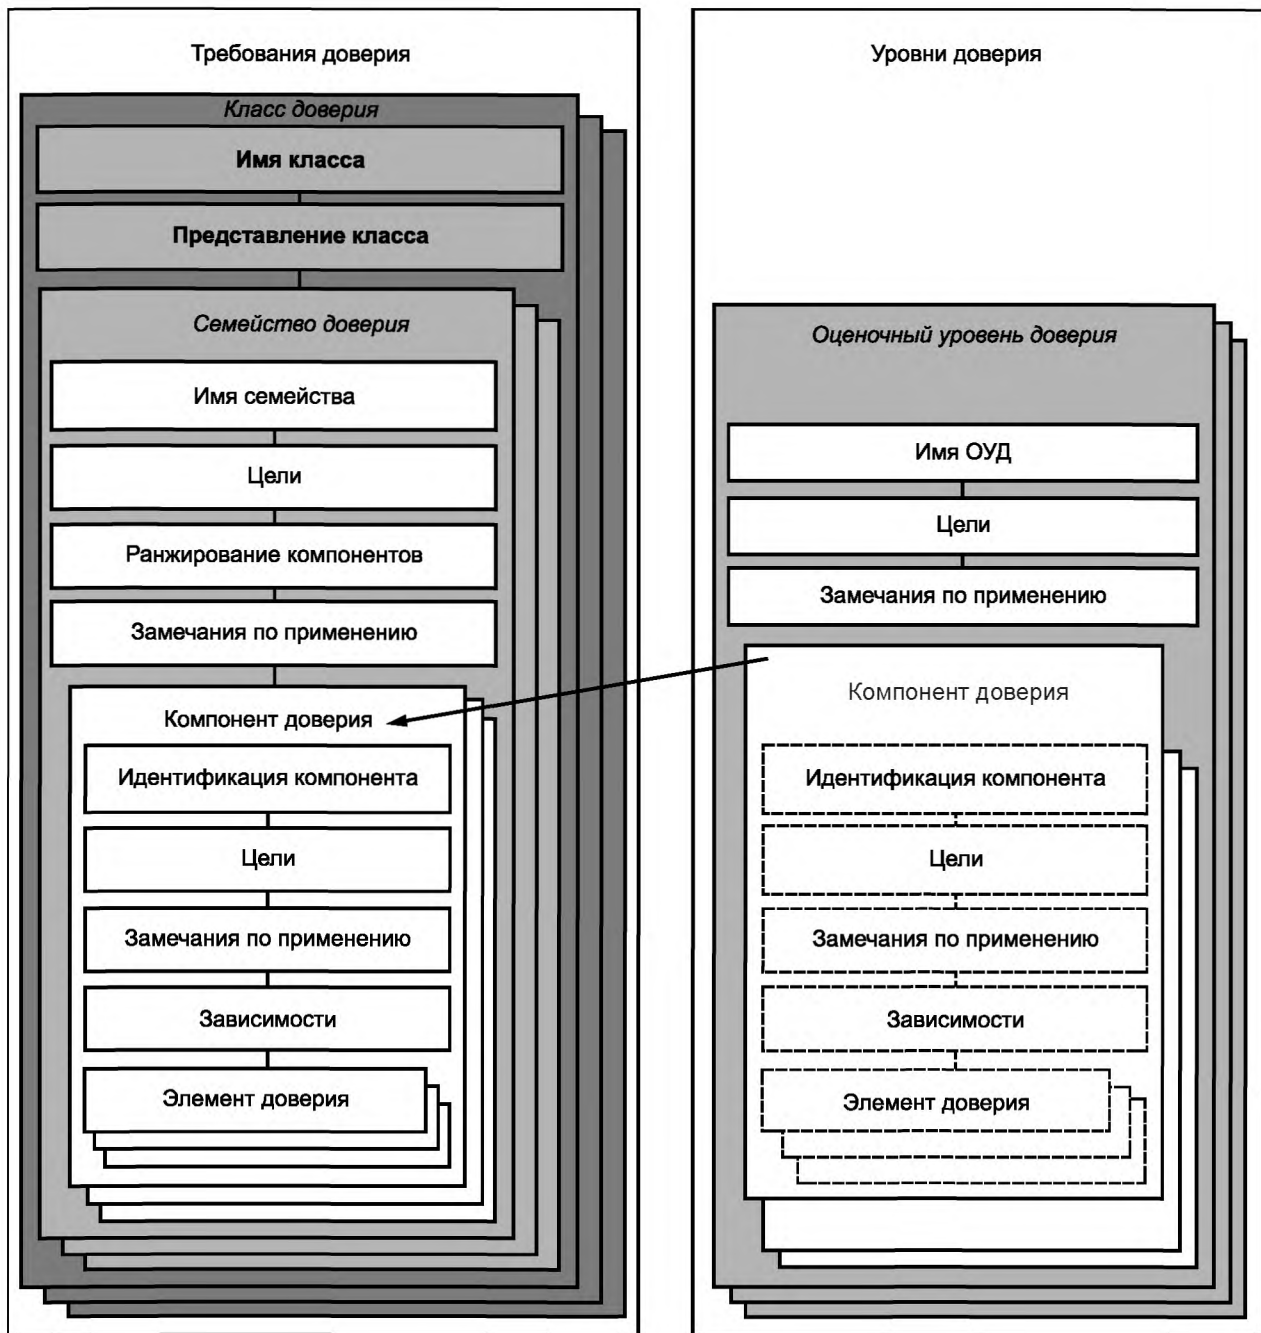 Требования доверия
Класс доверия
Имя класса
Представление класса
Семейство доверия
Имя семейства
Цели
Ранжирование компонентов
Замечания по применению
Компонент доверия
Идентификация компонента
Цели
Замечания по применению
Зависимости
Элемент доверия
Уровни доверия
Оценочный уровень доверия
Имя ОУД
Цели
Замечания по применению
Компонент доверия
Идентификация компонента
Цели
Замечания по применению
Зависимости
Элемент доверия